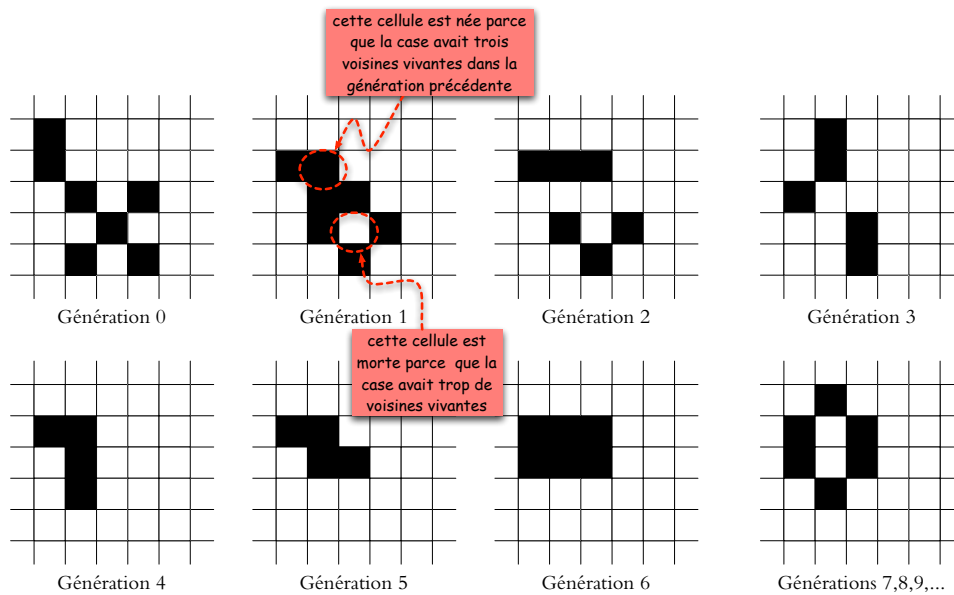 cette cellule est née parce
que la case avait trois
voisines vivantes dans la
génération précédente
Génération 0
Génération 1
Génération 2
Génération 3
cette cellule est
morte parce que la
case avait trop de
voisines vivantes
Génération 4
Génération 5
Génération 6
Générations 7,8,9,...